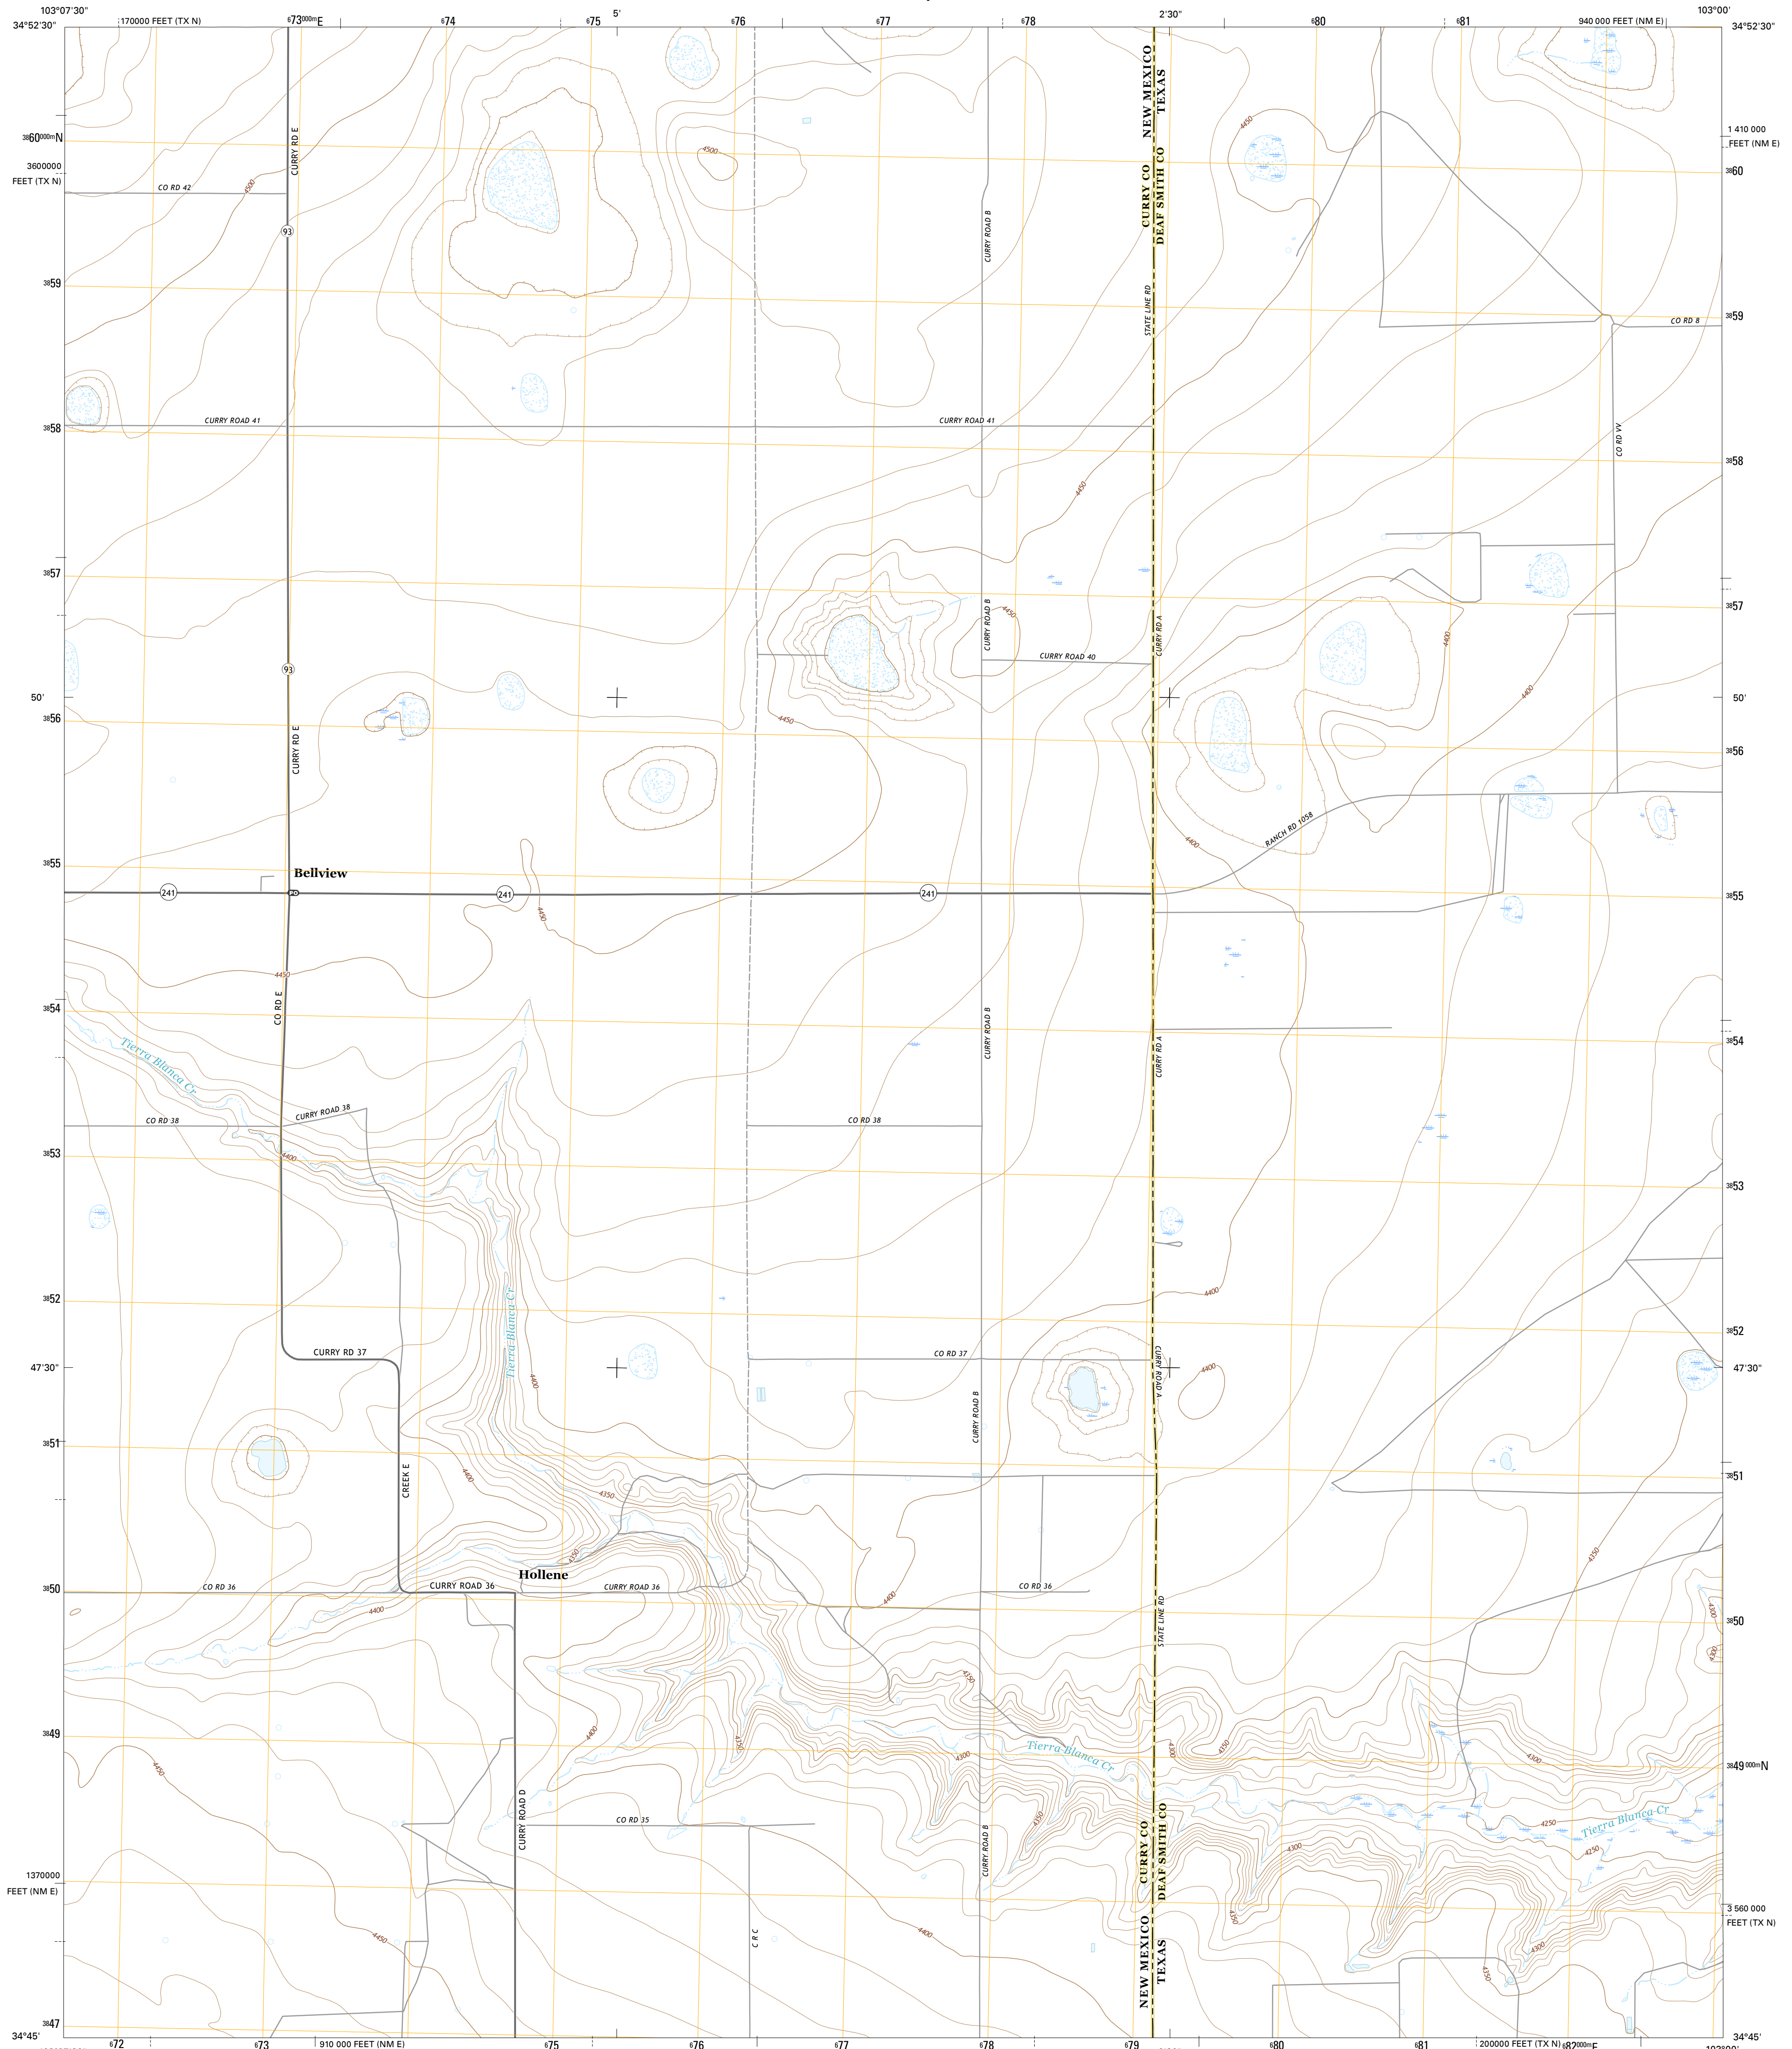 103°07'30"
170000 FEET (TX N)
673000mE
674
675
5'
676
677
678
2'30"
680
681
940 000 FEET (NM E)
103°00'
34°52'30"
34°52'30"
NEW MEXICO
TEXAS
3860000mN
CURRY RD E
4500
4450
1 410 000
FEET (NM E)
3600000
FEET (TX N)
CO RD 42
4500
CURRY CO
DEAF SMITH CO
3860
93
CURRY ROAD B
3859
STATE LINE RD
CO RD 8
3859
3858
CURRY ROAD 41
CURRY ROAD 41
CO RD VV
3858
4450
3857
4450
CURRY ROAD B
CURRY RD A
4400
3857
93
CURRY ROAD 40
50'
4400
50'
3856
4450
CURRY RD E
3856
RANCH RD 1058
4400
3855
Bellview
241
241
241
3855
4450
4450
3854
CO RD E
CURRY ROAD B
CURRY RD A
3854
Tierra Blanca Cr
CURRY ROAD 38
CO RD 38
CO RD 38
3853
4400
3853
3852
Tierra Blanca Cr
4400
3852
CURRY RD 37
CO RD 37
47'30"
4400
CURRY ROAD A
4400
47'30"
CURRY ROAD B
3851
4400
CREEK E
4350
3851
4350
4350
Hollene
3850
CO RD 36
CURRY ROAD 36
CURRY ROAD 36
CO RD 36
4400
4400
STATE LINE RD
4300
3850
4300
4350
3849
4400
4350
4300
Tierra Blanca Cr
4300
4350
4300
3849000mN
4450
CURRY ROAD D
CO RD 35
4350
CURRY CO
DEAF SMITH CO
4250
Tierra Blanca Cr
4300
4250
CURRY ROAD B
1370000
FEET (NM E)
4350
3 560 000
FEET (TX N)
4450
C R C
4400
NEW MEXICO
TEXAS
4300
4350
3847
34°45'
34°45'
672
673
910 000 FEET (NM E)
675
676
677
678
679
680
681
200000 FEET (TX N)
682000mE